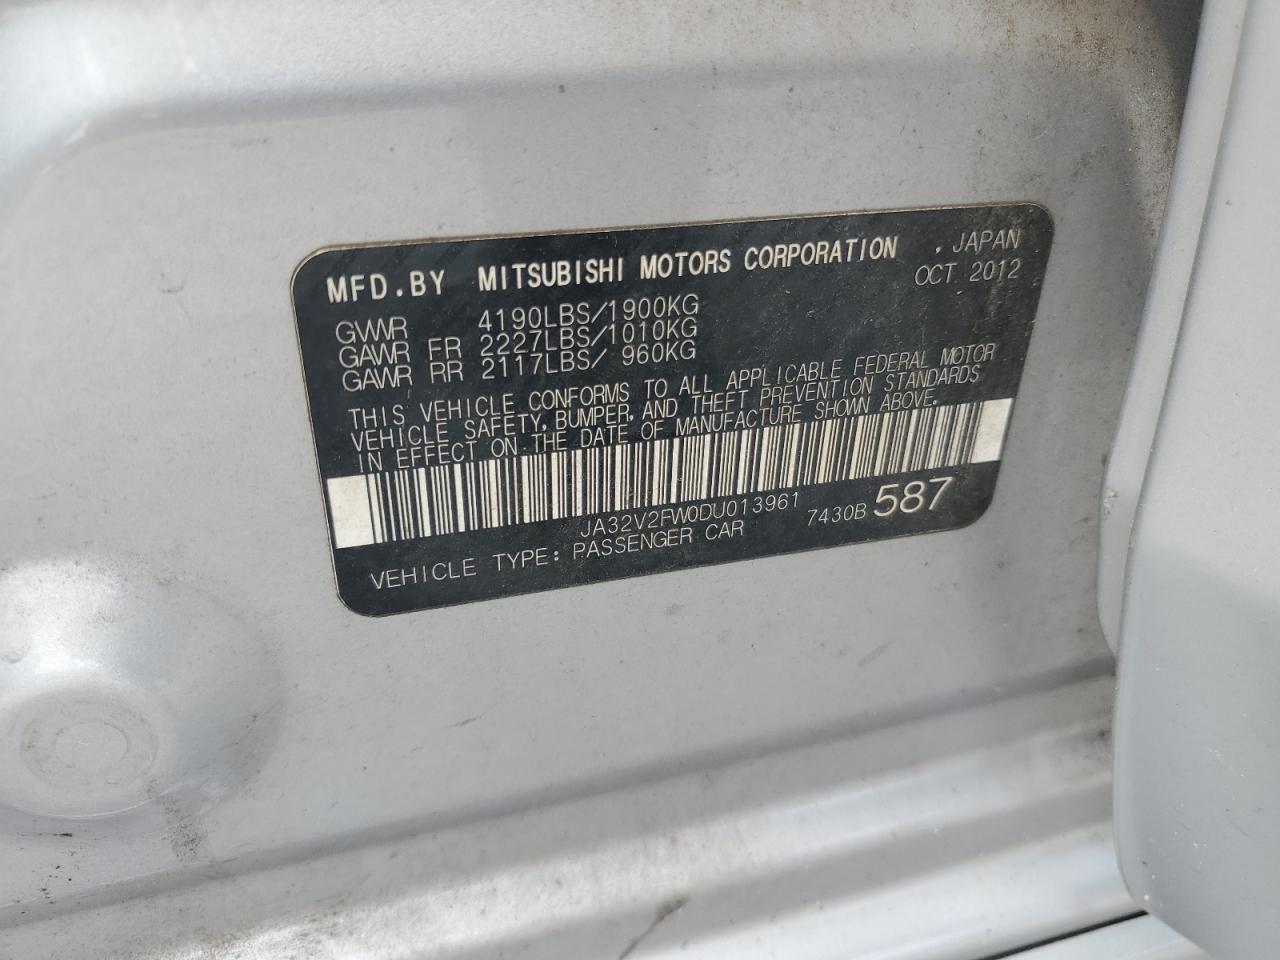 MFD.BY MITSUBISHI MOTORS CORPORATION . JAPAN
OCT 2012
GVWR 4190LBS/1900KG
GAWR FR 2227LBS/1010KG
GAWR RR 2117LBS/ 960KG
THIS VEHICLE CONFORMS TO ALL APPLICABLE FEDERAL MOTOR
VEHICLE SAFETY, BUMPER, AND THEFT PREVENTION STANDARDS
IN EFFECT ON THE DATE OF MANUFACTURE SHOWN ABOVE.
JA32V2FW0DU013961 7430B 587
VEHICLE TYPE: PASSENGER CAR